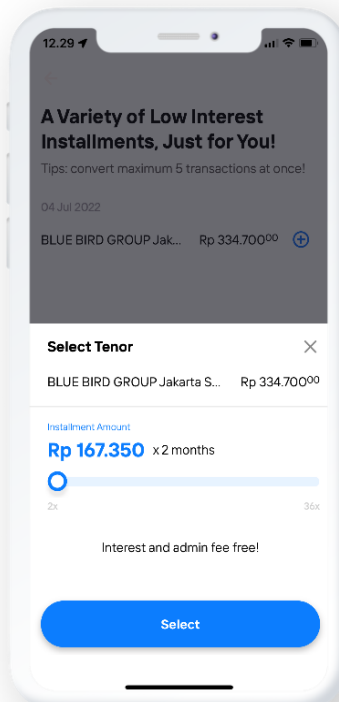 12.29
A Variety of Low Interest
Installments, Just for You!
Tips: convert maximum 5 transactions at once!
04 Jul 2022
BLUE BIRD GROUP Jak... Rp 334.700⁰⁰
Select Tenor
BLUE BIRD GROUP Jakarta S... Rp 334.700⁰⁰
Installment Amount
Rp 167.350 x 2 months
2x 36x
Interest and admin fee free!
Select